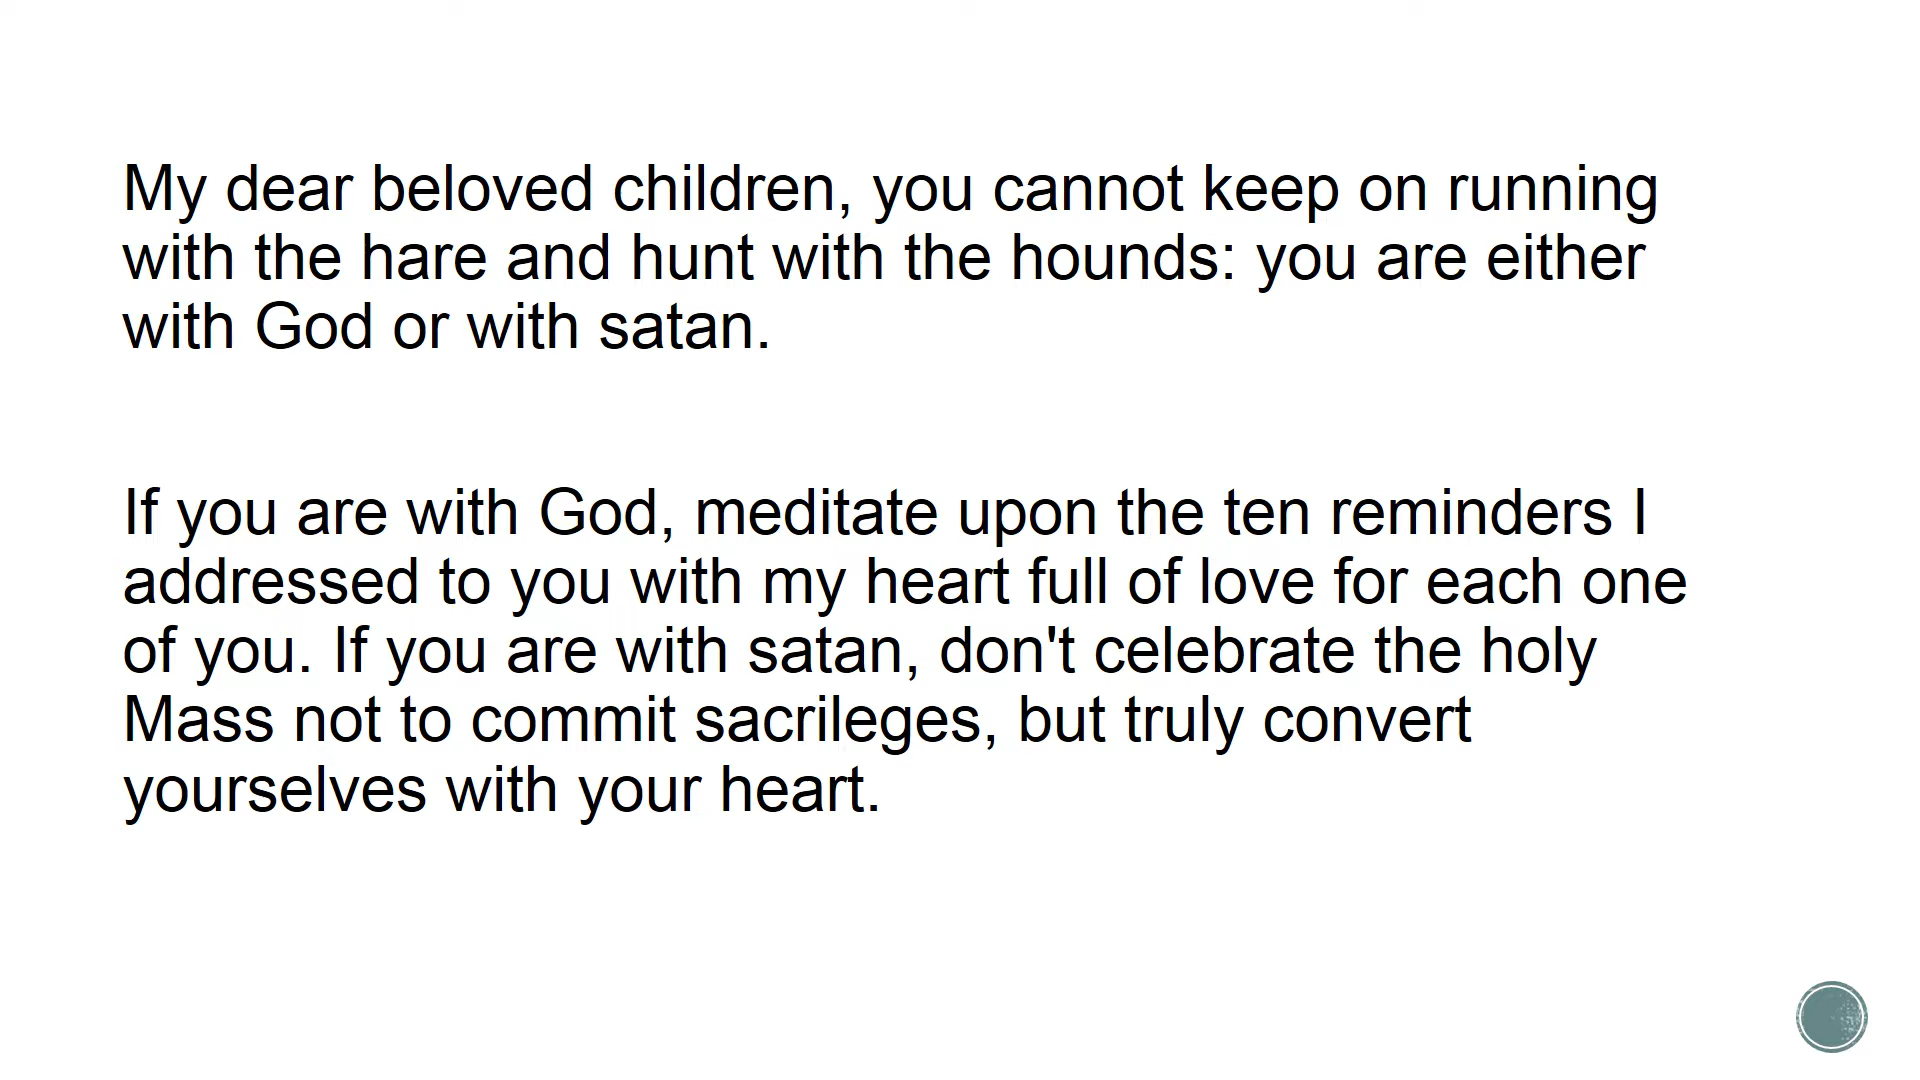 My dear beloved children, you cannot keep on running
with the hare and hunt with the hounds: you are either
with God or with satan.
If you are with God, meditate upon the ten reminders I
addressed to you with my heart full of love for each one
of you. If you are with satan, don't celebrate the holy
Mass not to commit sacrileges, but truly convert
yourselves with your heart.